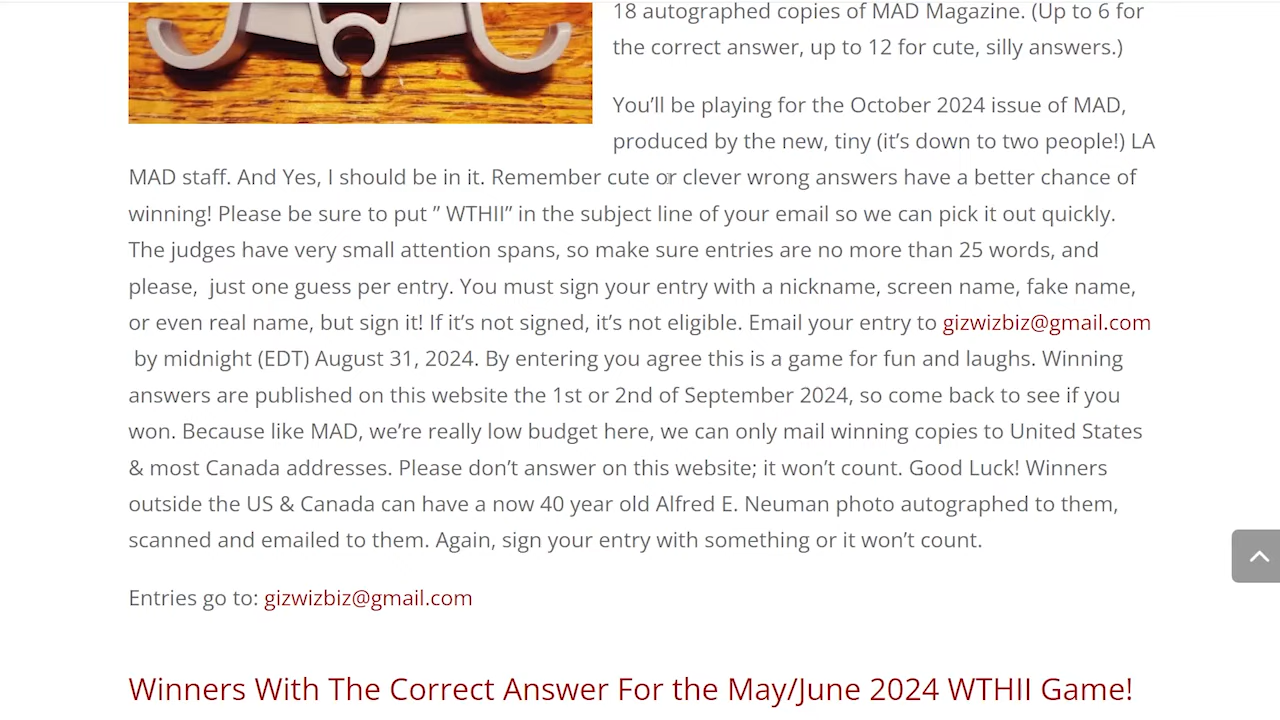 18 autographed copies of MAD Magazine. (Up to 6 for
the correct answer, up to 12 for cute, silly answers.)
You’ll be playing for the October 2024 issue of MAD,
produced by the new, tiny (it’s down to two people!) LA
MAD staff. And Yes, I should be in it. Remember cute or clever wrong answers have a better chance of
winning! Please be sure to put ” WTHII” in the subject line of your email so we can pick it out quickly.
The judges have very small attention spans, so make sure entries are no more than 25 words, and
please,  just one guess per entry. You must sign your entry with a nickname, screen name, fake name,
or even real name, but sign it! If it’s not signed, it’s not eligible. Email your entry to gizwizbiz@gmail.com
by midnight (EDT) August 31, 2024. By entering you agree this is a game for fun and laughs. Winning
answers are published on this website the 1st or 2nd of September 2024, so come back to see if you
won. Because like MAD, we’re really low budget here, we can only mail winning copies to United States
& most Canada addresses. Please don’t answer on this website; it won’t count. Good Luck! Winners
outside the US & Canada can have a now 40 year old Alfred E. Neuman photo autographed to them,
scanned and emailed to them. Again, sign your entry with something or it won’t count.
Entries go to: gizwizbiz@gmail.com
Winners With The Correct Answer For the May/June 2024 WTHII Game!